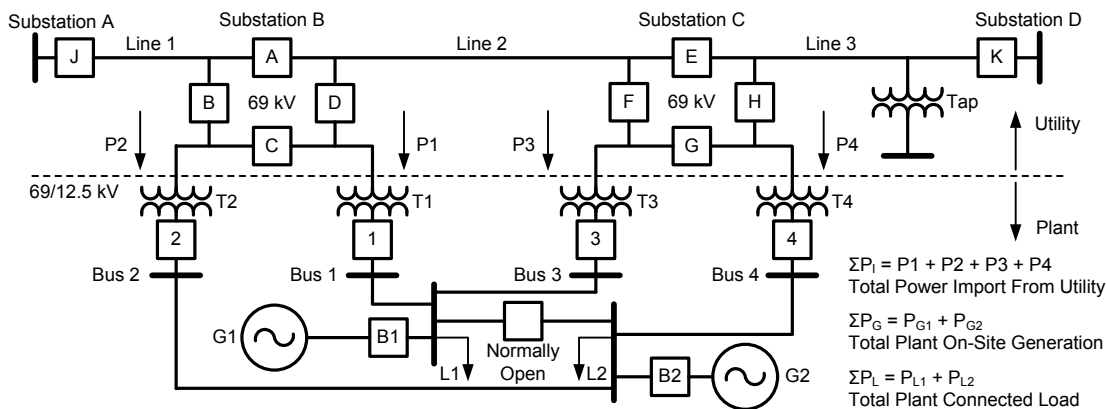 Substation A
Substation B
Substation C
Substation D
J
Line 1
A
Line 2
E
Line 3
K
B
69 kV
D
F
69 kV
H
Tap
Utility
P2
C
P1
P3
G
P4
69/12.5 kV
T2
T1
T3
T4
Plant
2
1
3
4
Bus 2
Bus 1
Bus 3
Bus 4
ΣPI = P1 + P2 + P3 + P4
Total Power Import From Utility
G1
B1
Normally
Open
L1
L2
B2
G2
ΣPG = PG1 + PG2
Total Plant On-Site Generation
ΣPL = PL1 + PL2
Total Plant Connected Load